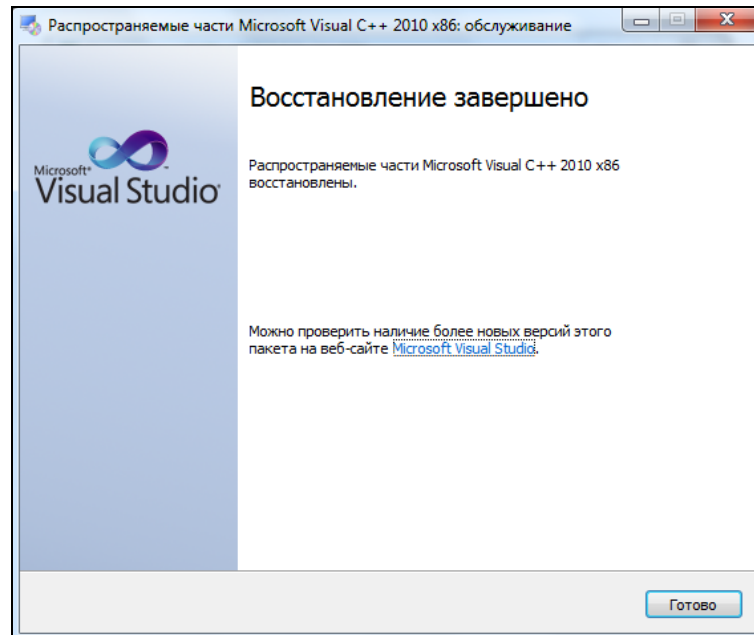 Распространяемые части Microsoft Visual C++ 2010 x86: обслуживание
Microsoft®
Visual Studio®
Восстановление завершено
Распространяемые части Microsoft Visual C++ 2010 x86
восстановлены.
Можно проверить наличие более новых версий этого
пакета на веб-сайте Microsoft Visual Studio.
Готово